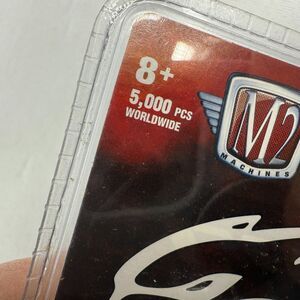 8+
5,000 PCS
WORLDWIDE
M2
MACHINES